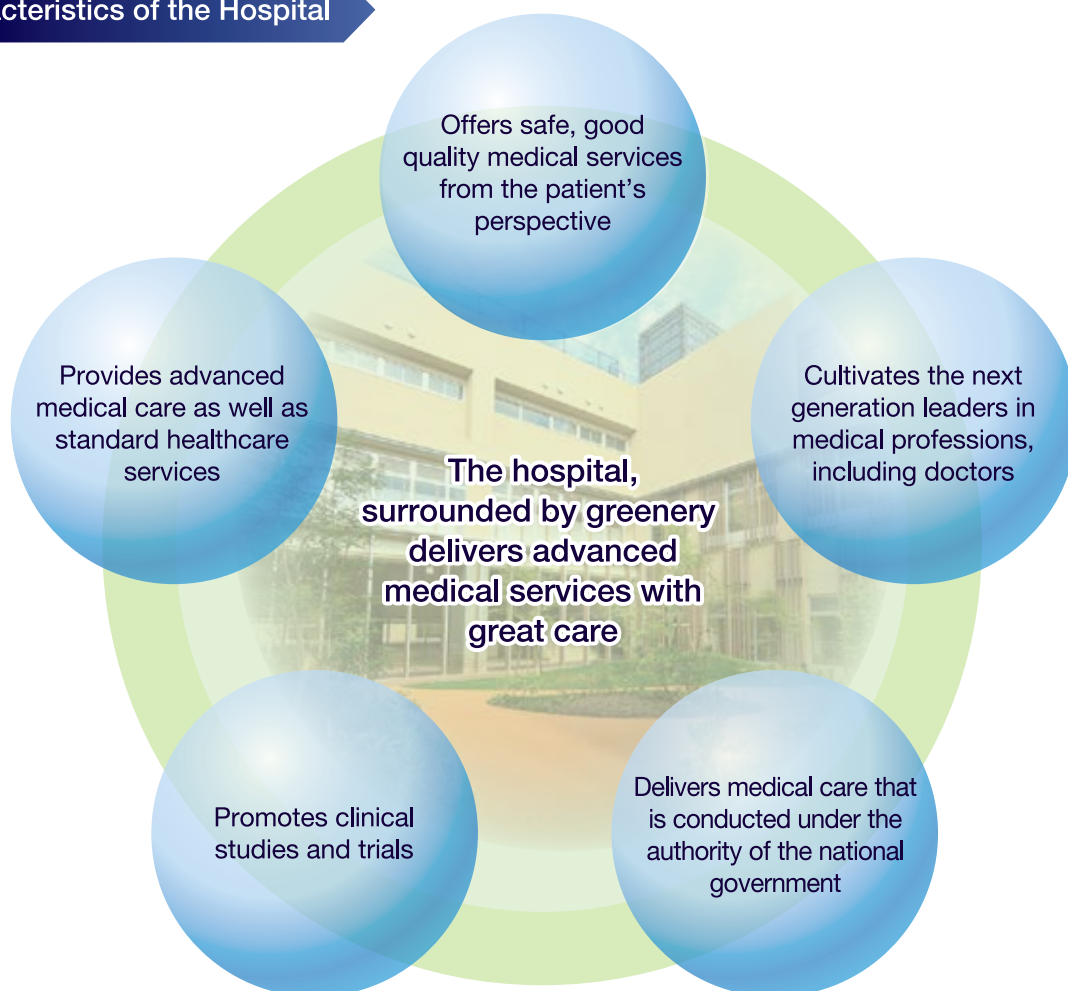 acteristics of the Hospital
Offers safe, good
quality medical services
from the patient's
perspective
Provides advanced
medical care as well as
standard healthcare
services
Cultivates the next
generation leaders in
medical professions,
including doctors
The hospital,
surrounded by greenery
delivers advanced
medical services with
great care
Promotes clinical
studies and trials
Delivers medical care that
is conducted under the
authority of the national
government